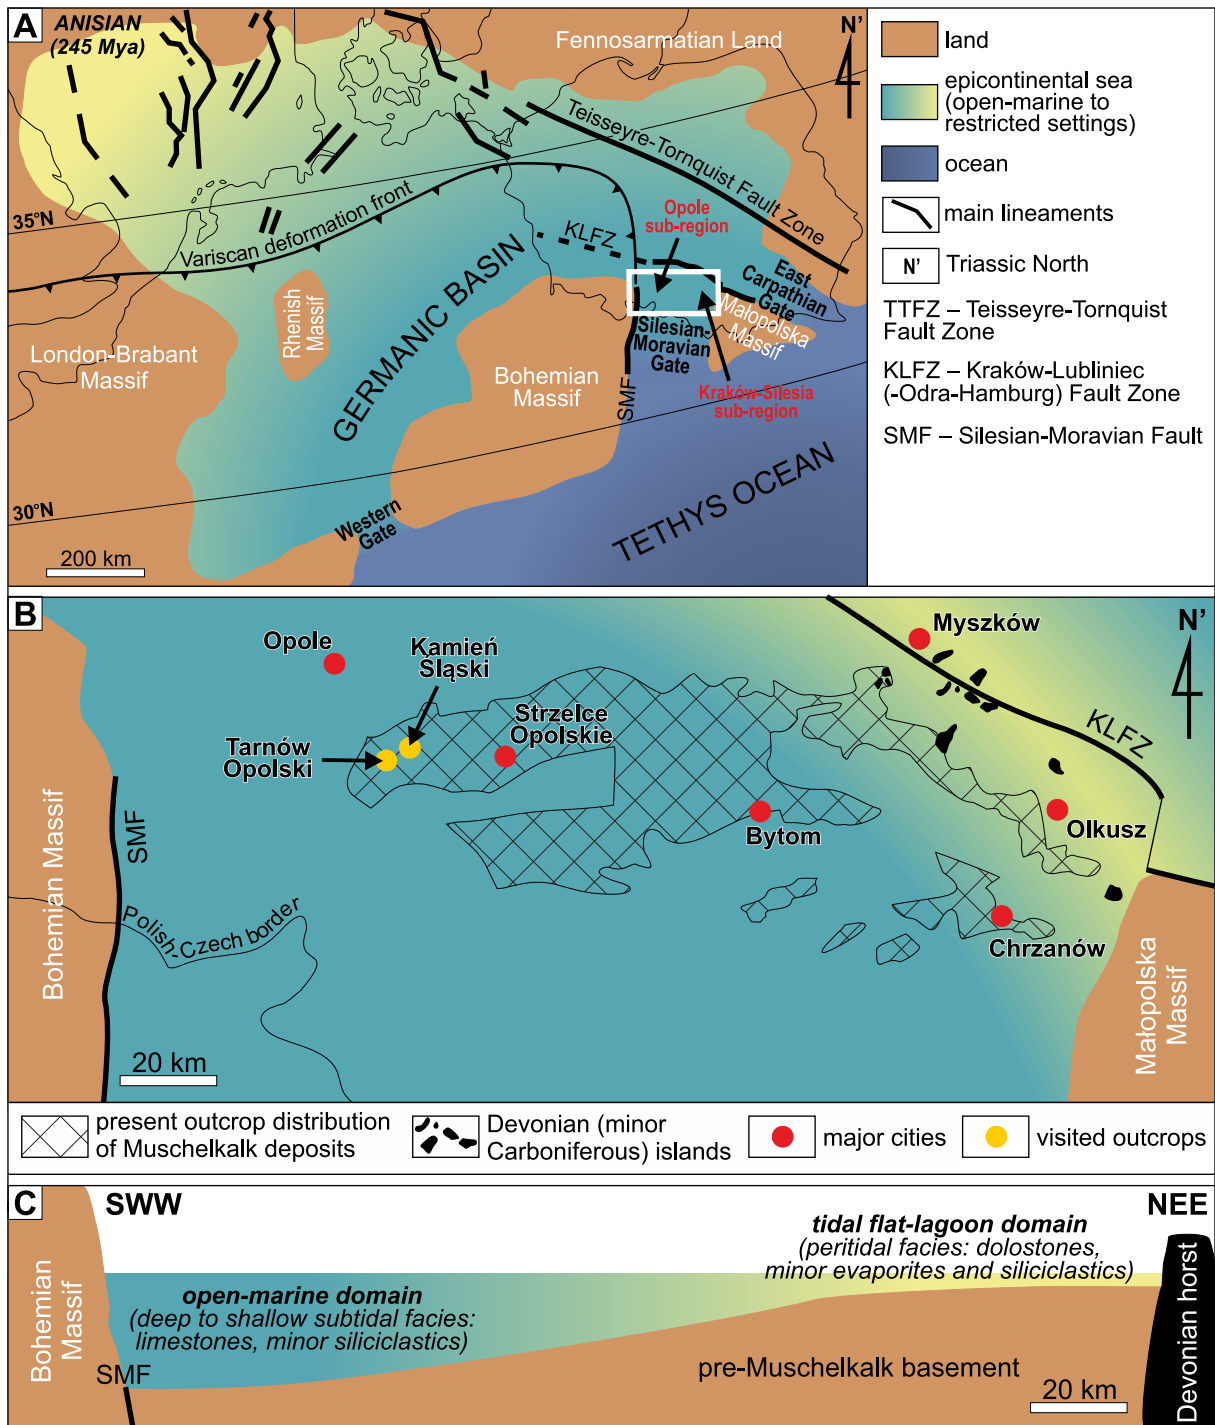 A
ANISIAN
(245 Mya)
Fennosarmatian Land
N'
Teisseyre-Tornquist Fault Zone
35°N
Variscan deformation front
KLFZ
Opole
sub-region
East
Carpathian
Gate
GERMANIC BASIN
Rhenish
Massif
London-Brabant
Massif
Bohemian
Massif
SMF
Silesian-
Moravian
Gate
Małopolska
Massif
Kraków-Silesia
sub-region
30°N
Western
Gate
TETHYS OCEAN
200 km
land
epicontinental sea
(open-marine to
restricted settings)
ocean
main lineaments
N'
Triassic North
TTFZ – Teisseyre-Tornquist
Fault Zone
KLFZ – Kraków-Lubliniec
(-Odra-Hamburg) Fault Zone
SMF – Silesian-Moravian Fault
B
Opole
Kamień
Śląski
Myszków
N'
Strzelce
Opolskie
Tarnów
Opolski
KLFZ
SMF
Bytom
Olkusz
Bohemian Massif
Polish-
-Czech border
Chrzanów
Małopolska
Massif
20 km
present outcrop distribution
of Muschelkalk deposits
Devonian (minor
Carboniferous) islands
major cities
visited outcrops
C
SWW
NEE
tidal flat-lagoon domain
(peritidal facies: dolostones,
minor evaporites and siliciclastics)
Bohemian
Massif
open-marine domain
(deep to shallow subtidal facies:
limestones, minor siliciclastics)
SMF
pre-Muschelkalk basement
20 km
Devonian horst